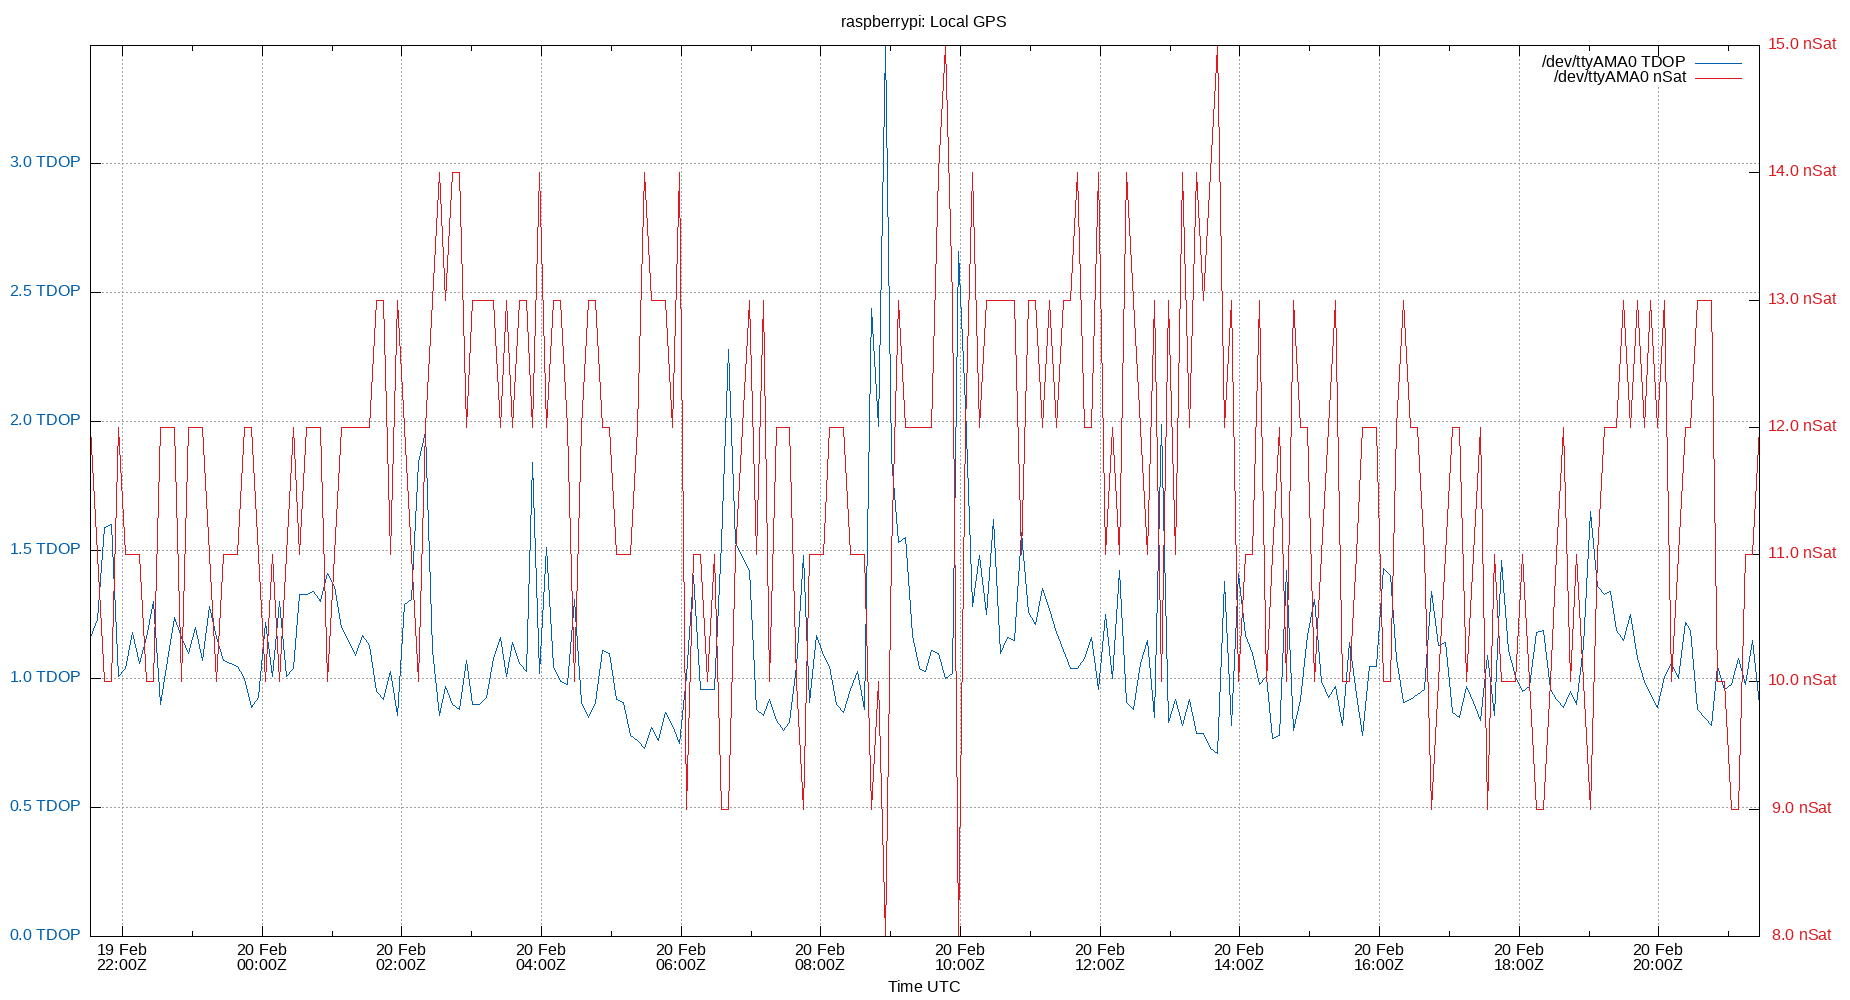 raspberrypi: Local GPS
/dev/ttyAMA0 TDOP
/dev/ttyAMA0 nSat
3.0 TDOP
2.5 TDOP
2.0 TDOP
1.5 TDOP
1.0 TDOP
0.5 TDOP
0.0 TDOP
15.0 nSat
14.0 nSat
13.0 nSat
12.0 nSat
11.0 nSat
10.0 nSat
9.0 nSat
8.0 nSat
19 Feb
22:00Z
20 Feb
00:00Z
20 Feb
02:00Z
20 Feb
04:00Z
20 Feb
06:00Z
20 Feb
08:00Z
20 Feb
10:00Z
20 Feb
12:00Z
20 Feb
14:00Z
20 Feb
16:00Z
20 Feb
18:00Z
20 Feb
20:00Z
Time UTC